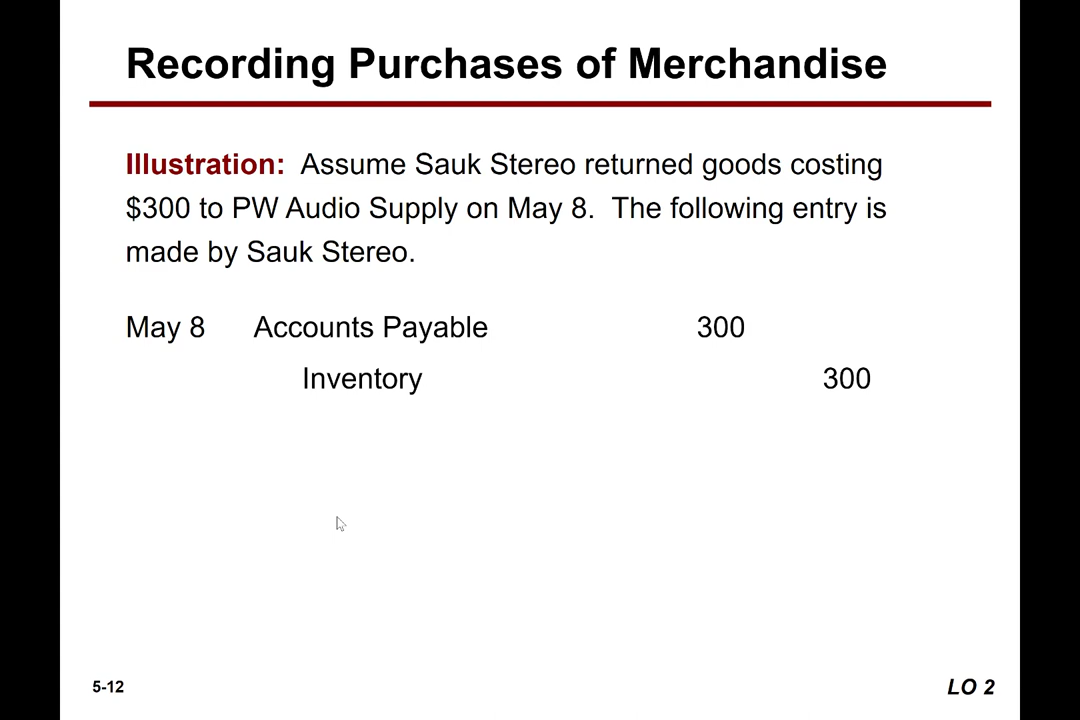 Recording Purchases of Merchandise
Illustration: Assume Sauk Stereo returned goods costing
$300 to PW Audio Supply on May 8. The following entry is
made by Sauk Stereo.
May 8 Accounts Payable 300
Inventory 300
5-12 LO 2